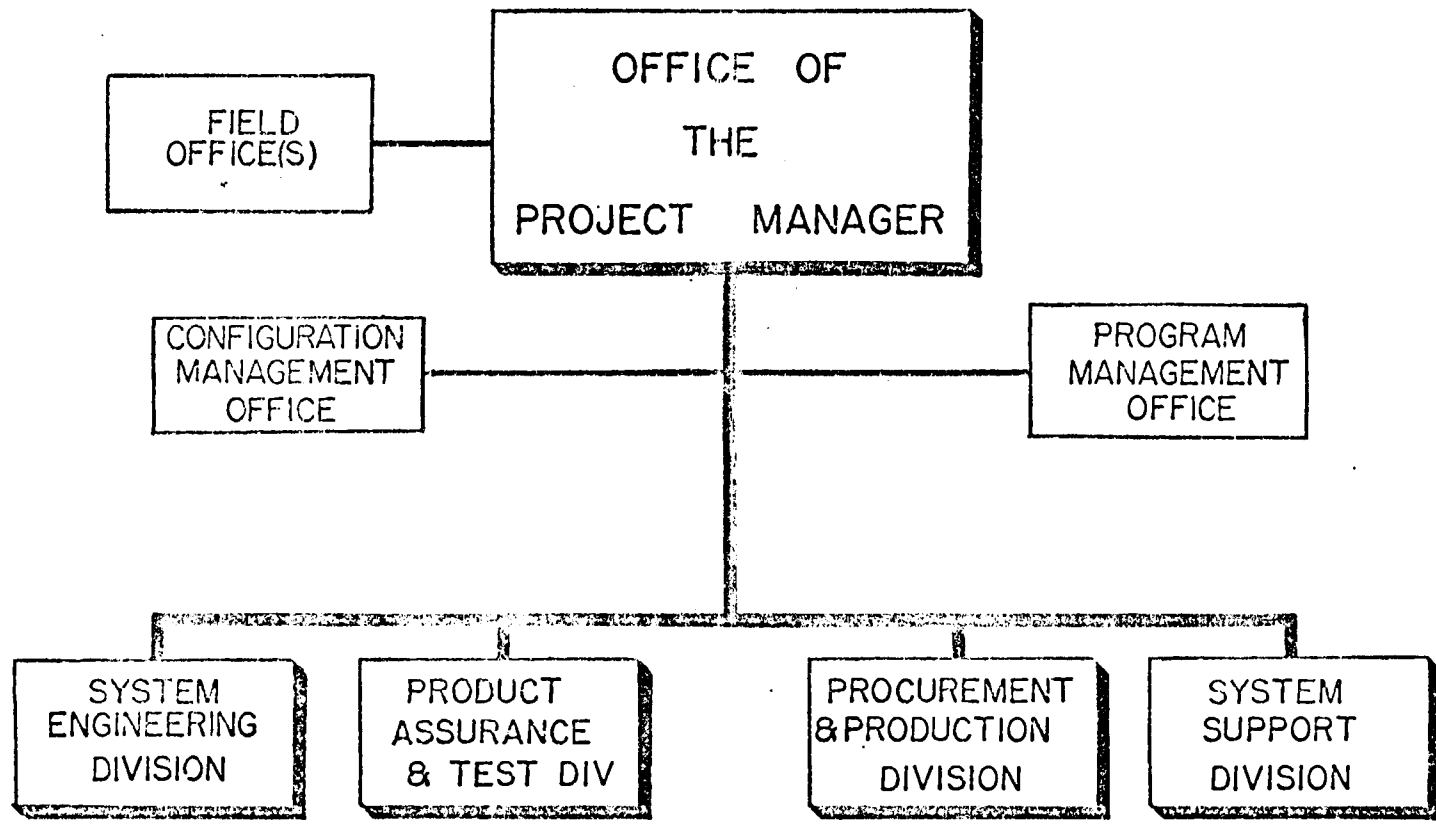 OFFICE OF
THE
PROJECT MANAGER
FIELD
OFFICE(S)
CONFIGURATION
MANAGEMENT
OFFICE
PROGRAM
MANAGEMENT
OFFICE
SYSTEM
ENGINEERING
DIVISION
PRODUCT
ASSURANCE
& TEST DIV
PROCUREMENT
& PRODUCTION
DIVISION
SYSTEM
SUPPORT
DIVISION